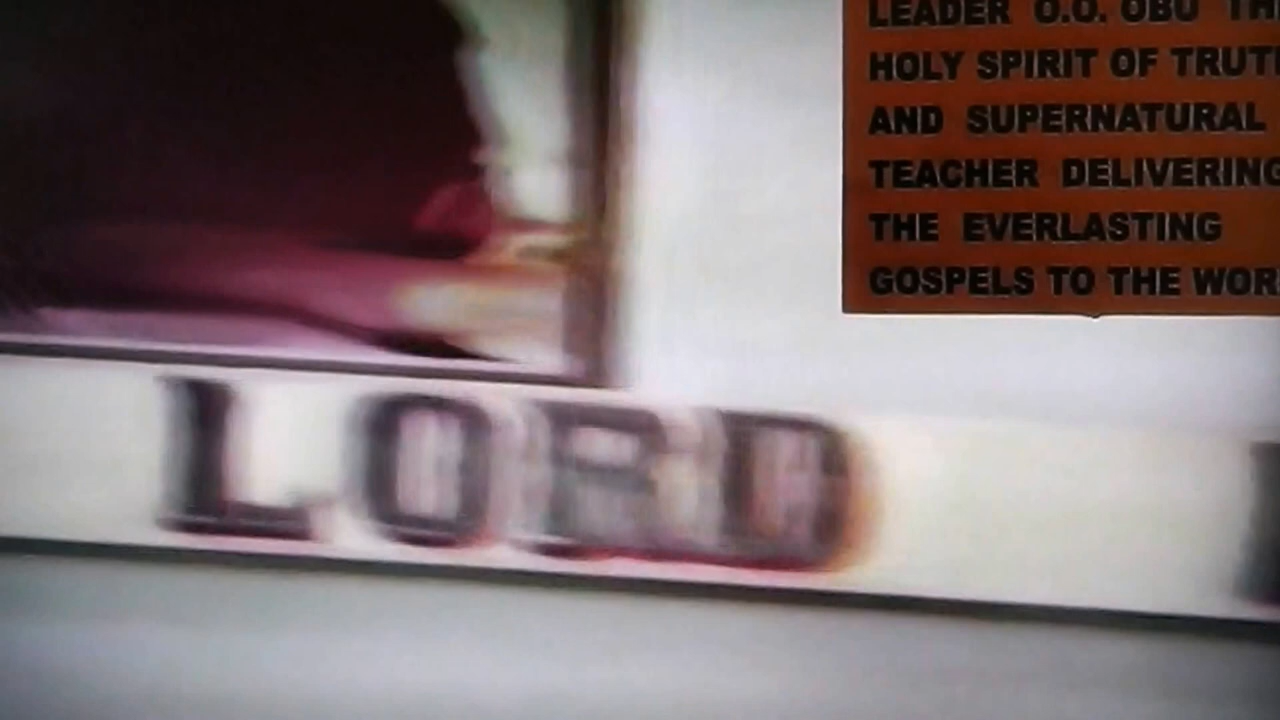 LEADER O.O. OBU
HOLY SPIRIT OF
AND SUPERNATURAL
TEACHER DELIVERING
THE EVERLASTING
GOSPELS TO THE
LORD